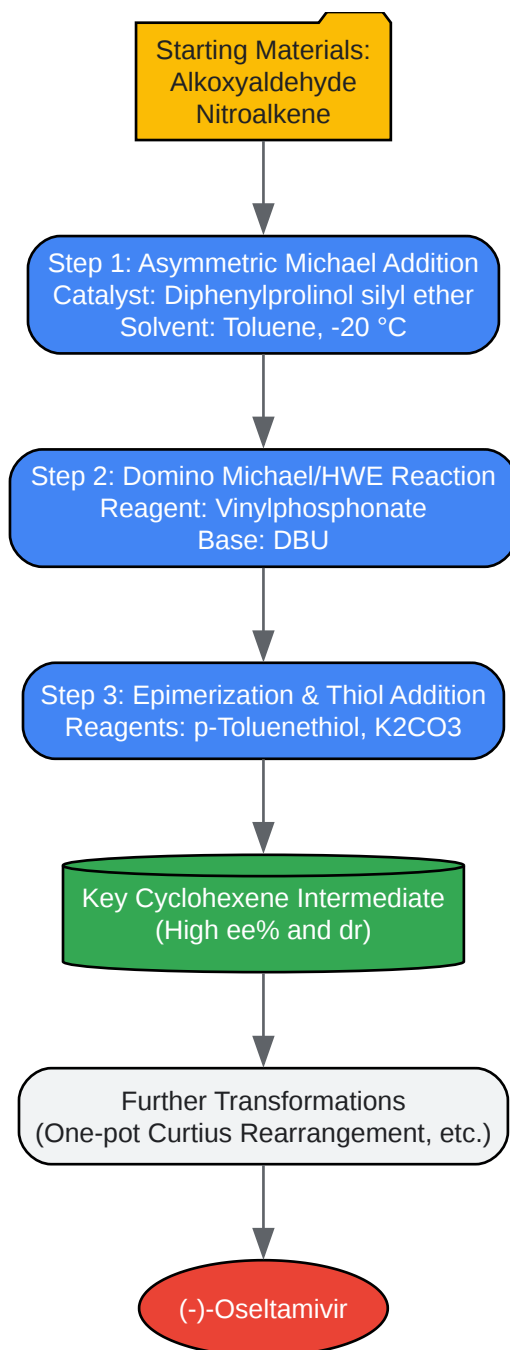 Starting Materials:
Alkoxyaldehyde
Nitroalkene
Step 1: Asymmetric Michael Addition
Catalyst: Diphenylprolinol silyl ether
Solvent: Toluene, -20 °C
Step 2: Domino Michael/HWE Reaction
Reagent: Vinylphosphonate
Base: DBU
Step 3: Epimerization & Thiol Addition
Reagents: p-Toluenethiol, K2CO3
Key Cyclohexene Intermediate
(High ee% and dr)
Further Transformations
(One-pot Curtius Rearrangement, etc.)
(-)-Oseltamivir